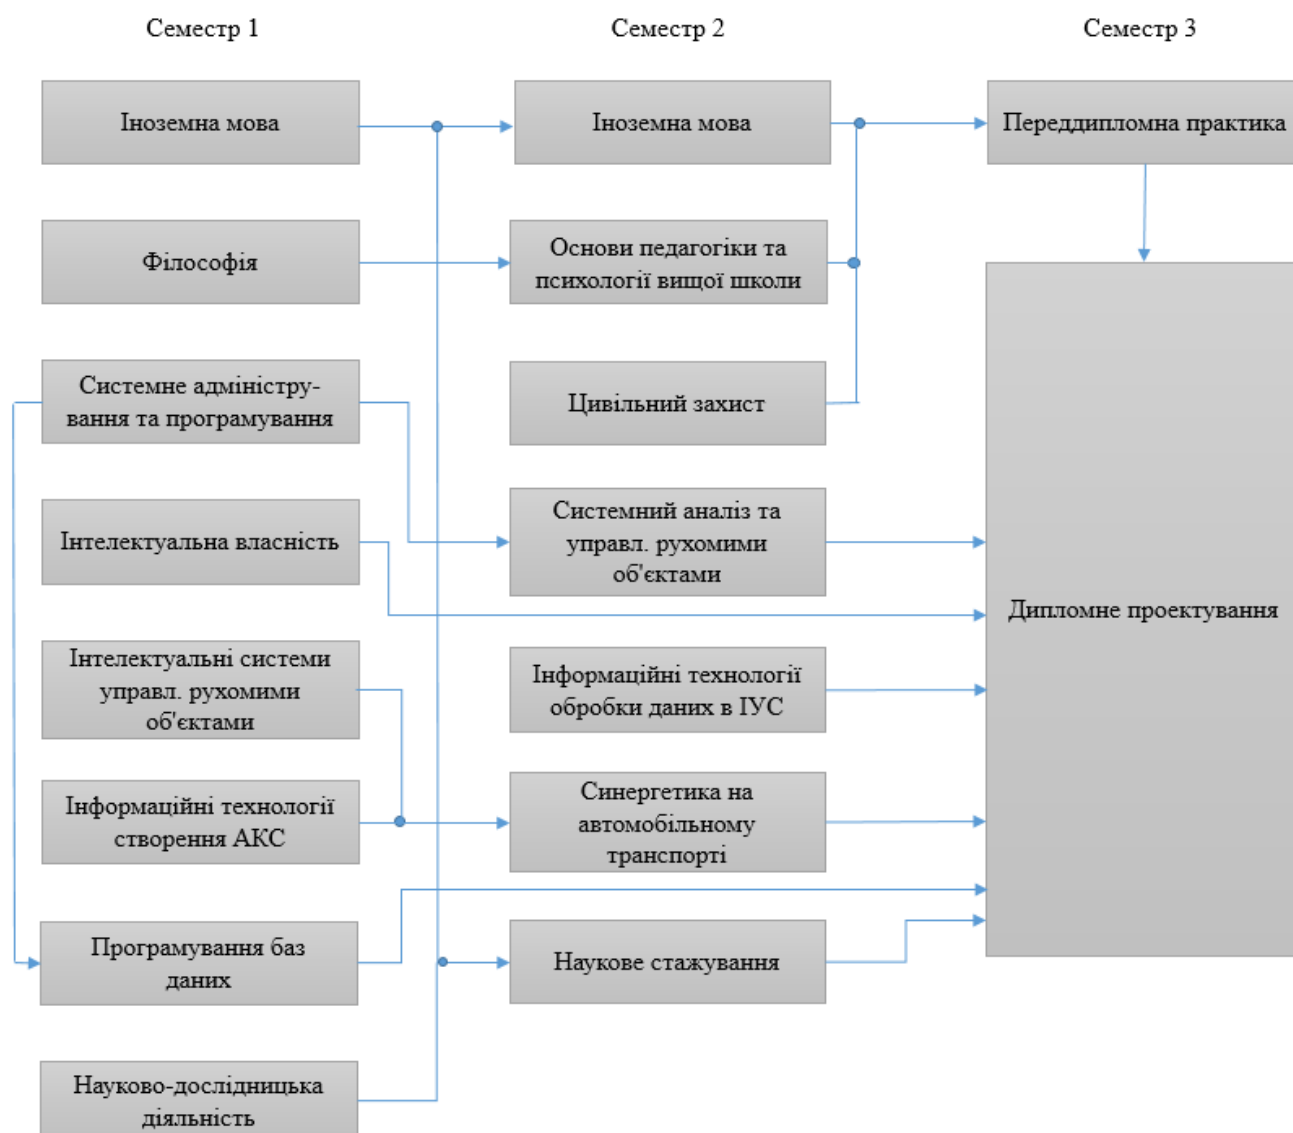 Семестр 1
Семестр 2
Семестр 3
Іноземна мова
Іноземна мова
Переддипломна практика
Філософія
Основи педагогіки та
психології вищої школи
Системне адміністру-
вання та програмування
Цивільний захист
Інтелектуальна власність
Системний аналіз та
управл. рухомими
об'єктами
Дипломне проектування
Інтелектуальні системи
управл. рухомими
об'єктами
Інформаційні технології
обробки даних в ІУС
Інформаційні технології
створення АКС
Синергетика на
автомобільному
транспорті
Програмування баз
даних
Наукове стажування
Науково-дослідницька
діяльність